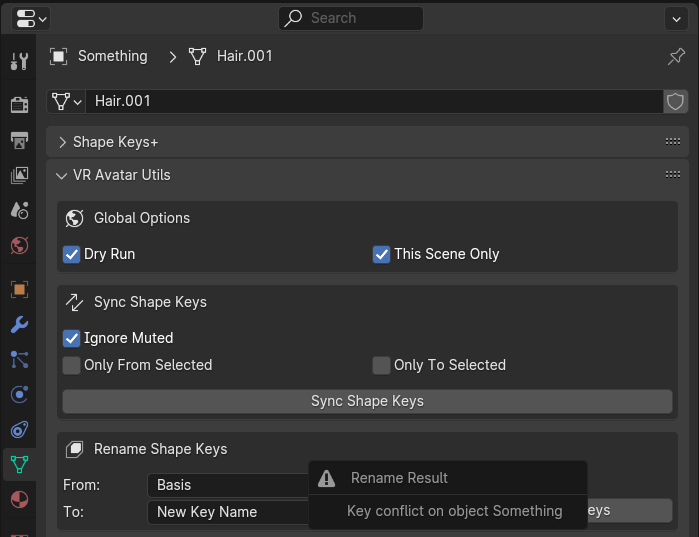 Search
Something > Hair.001
Hair.001
Shape Keys+
VR Avatar Utils
Global Options
Dry Run This Scene Only
Sync Shape Keys
Ignore Muted
Only From Selected Only To Selected
Sync Shape Keys
Rename Shape Keys
From: Basis
To: New Key Name
Rename Result
Key conflict on object Something
eys